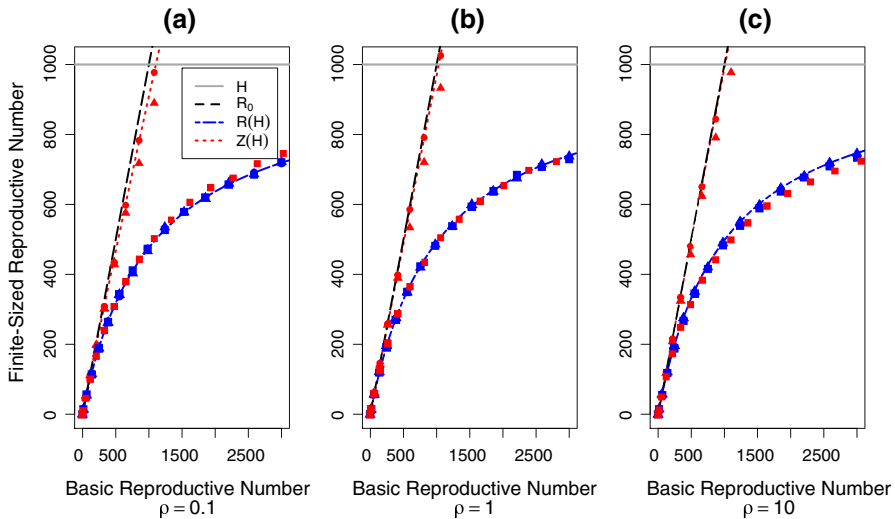 (a) (b) (c)
Finite-Sized Reproductive Number
1000
800
600
400
200
0
H
R0
R(H)
Z(H)
0 500 1500 2500
Basic Reproductive Number
ρ = 0.1
1000
800
600
400
200
0
0 500 1500 2500
Basic Reproductive Number
ρ = 1
1000
800
600
400
200
0
0 500 1500 2500
Basic Reproductive Number
ρ = 10